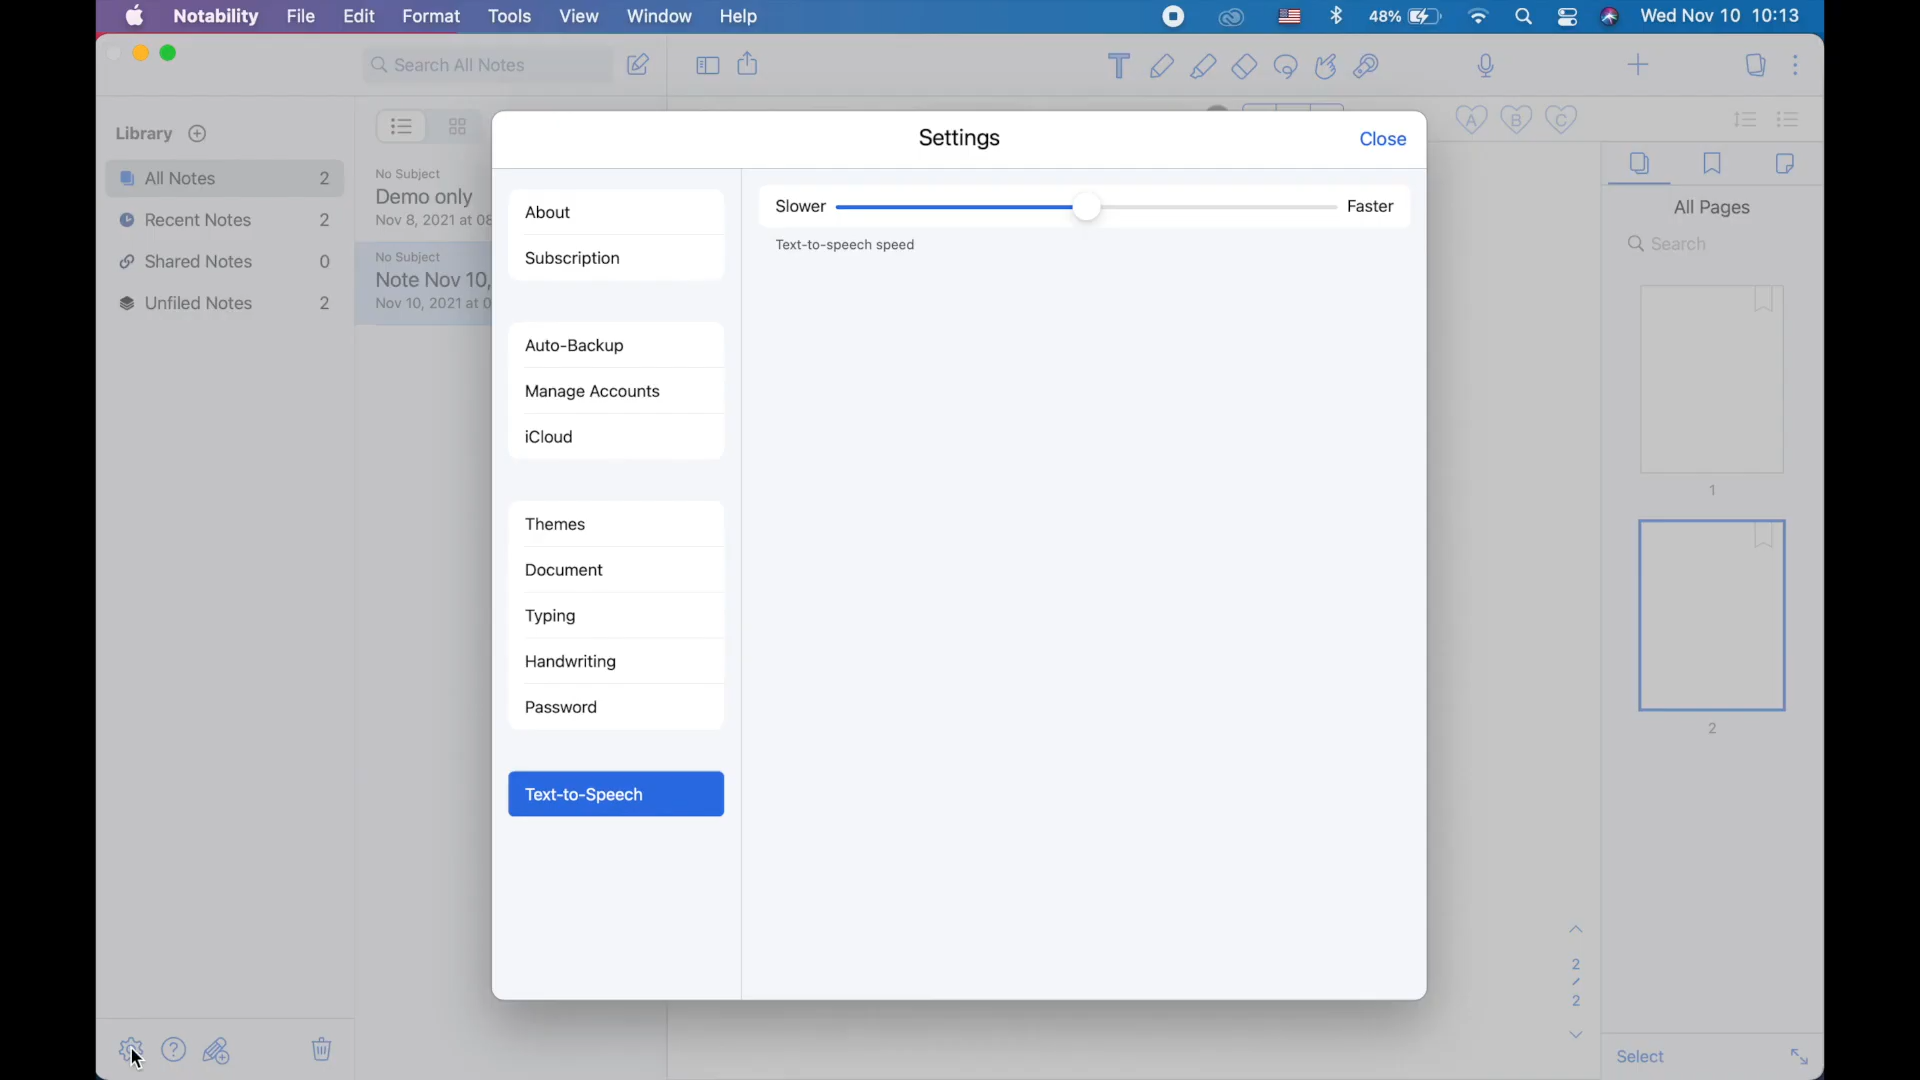 Notability File Edit Format Tools View Window Help 48% Wed Nov 10 10:13
Search All Notes
Library
All Notes 2
Recent Notes 2
Shared Notes 0
Unfiled Notes 2
No Subject
Demo only
Nov 8, 2021 at 08
No Subject
Note Nov 10,
Nov 10, 2021 at 0
Settings
Close
About
Subscription
Auto-Backup
Manage Accounts
iCloud
Themes
Document
Typing
Handwriting
Password
Text-to-Speech
Slower Faster
Text-to-speech speed
A B C
All Pages
Search
1
2
2
2
Select